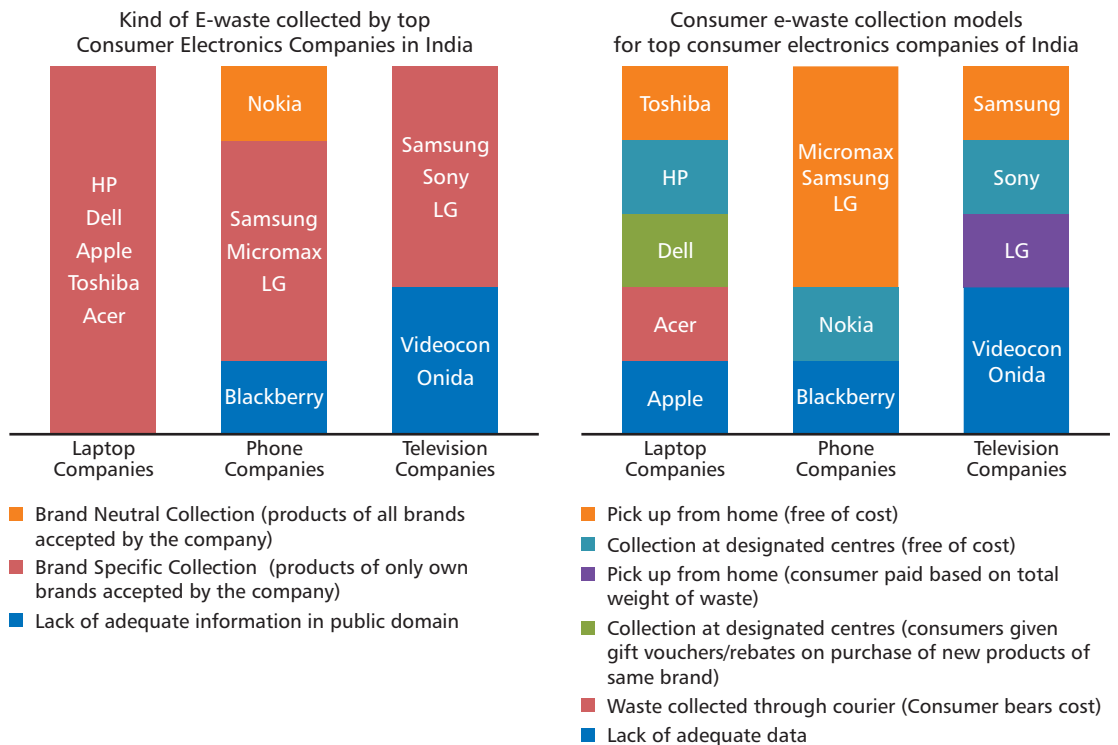 Kind of E-waste collected by top
Consumer Electronics Companies in India
HP
Dell
Apple
Toshiba
Acer
Nokia
Samsung
Micromax
LG
Blackberry
Samsung
Sony
LG
Videocon
Onida
Laptop
Companies
Phone
Companies
Television
Companies
Brand Neutral Collection (products of all brands
accepted by the company)
Brand Specific Collection (products of only own
brands accepted by the company)
Lack of adequate information in public domain
Consumer e-waste collection models
for top consumer electronics companies of India
Toshiba
HP
Dell
Acer
Apple
Micromax
Samsung
LG
Nokia
Blackberry
Samsung
Sony
LG
Videocon
Onida
Laptop
Companies
Phone
Companies
Television
Companies
Pick up from home (free of cost)
Collection at designated centres (free of cost)
Pick up from home (consumer paid based on total
weight of waste)
Collection at designated centres (consumers given
gift vouchers/rebates on purchase of new products of
same brand)
Waste collected through courier (Consumer bears cost)
Lack of adequate data